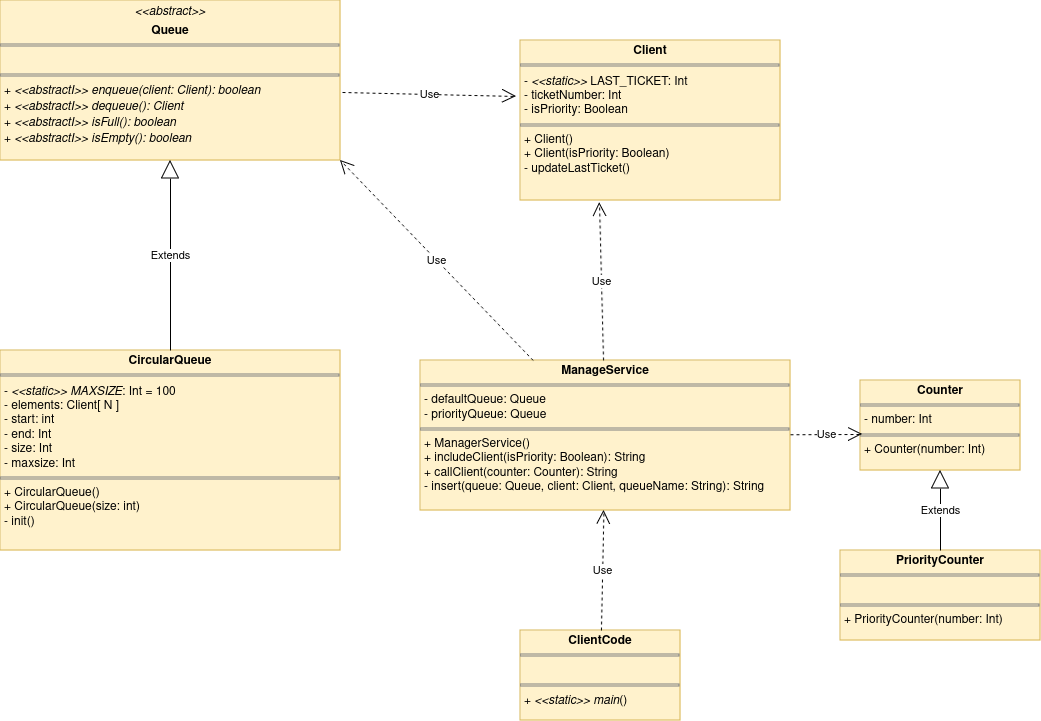 <<abstract>>
Queue
+ <<abstractI>> enqueue(client: Client): boolean
+ <<abstractI>> dequeue(): Client
+ <<abstractI>> isFull(): boolean
+ <<abstractI>> isEmpty(): boolean
Use
Client
- <<static>> LAST_TICKET: Int
- ticketNumber: Int
- isPriority: Boolean
+ Client()
+ Client(isPriority: Boolean)
- updateLastTicket()
Extends
Use
Use
CircularQueue
- <<static>> MAXSIZE: Int = 100
- elements: Client[ N ]
- start: int
- end: Int
- size: Int
- maxsize: Int
+ CircularQueue()
+ CircularQueue(size: int)
- init()
ManageService
- defaultQueue: Queue
- priorityQueue: Queue
+ ManagerService()
+ includeClient(isPriority: Boolean): String
+ callClient(counter: Counter): String
- insert(queue: Queue, client: Client, queueName: String): String
Use
Counter
- number: Int
+ Counter(number: Int)
Extends
PriorityCounter
+ PriorityCounter(number: Int)
Use
ClientCode
+ <<static>> main()